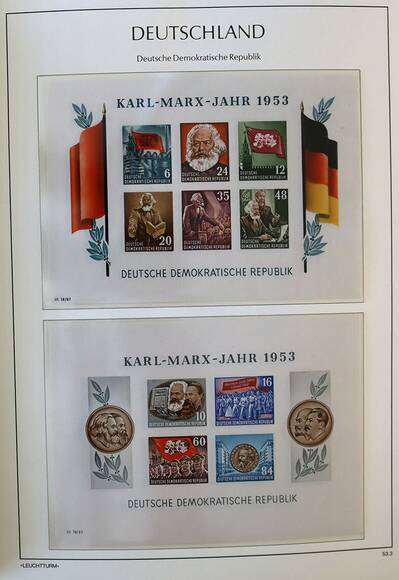 DEUTSCHLAND
Deutsche Demokratische Republik
KARL-MARX-JAHR 1953
6
24
12
20
35
48
DEUTSCHE DEMOKRATISCHE REPUBLIK
KARL-MARX-JAHR 1953
10
16
60
84
DEUTSCHE DEMOKRATISCHE REPUBLIK
»LEUCHTTURM«
53.3